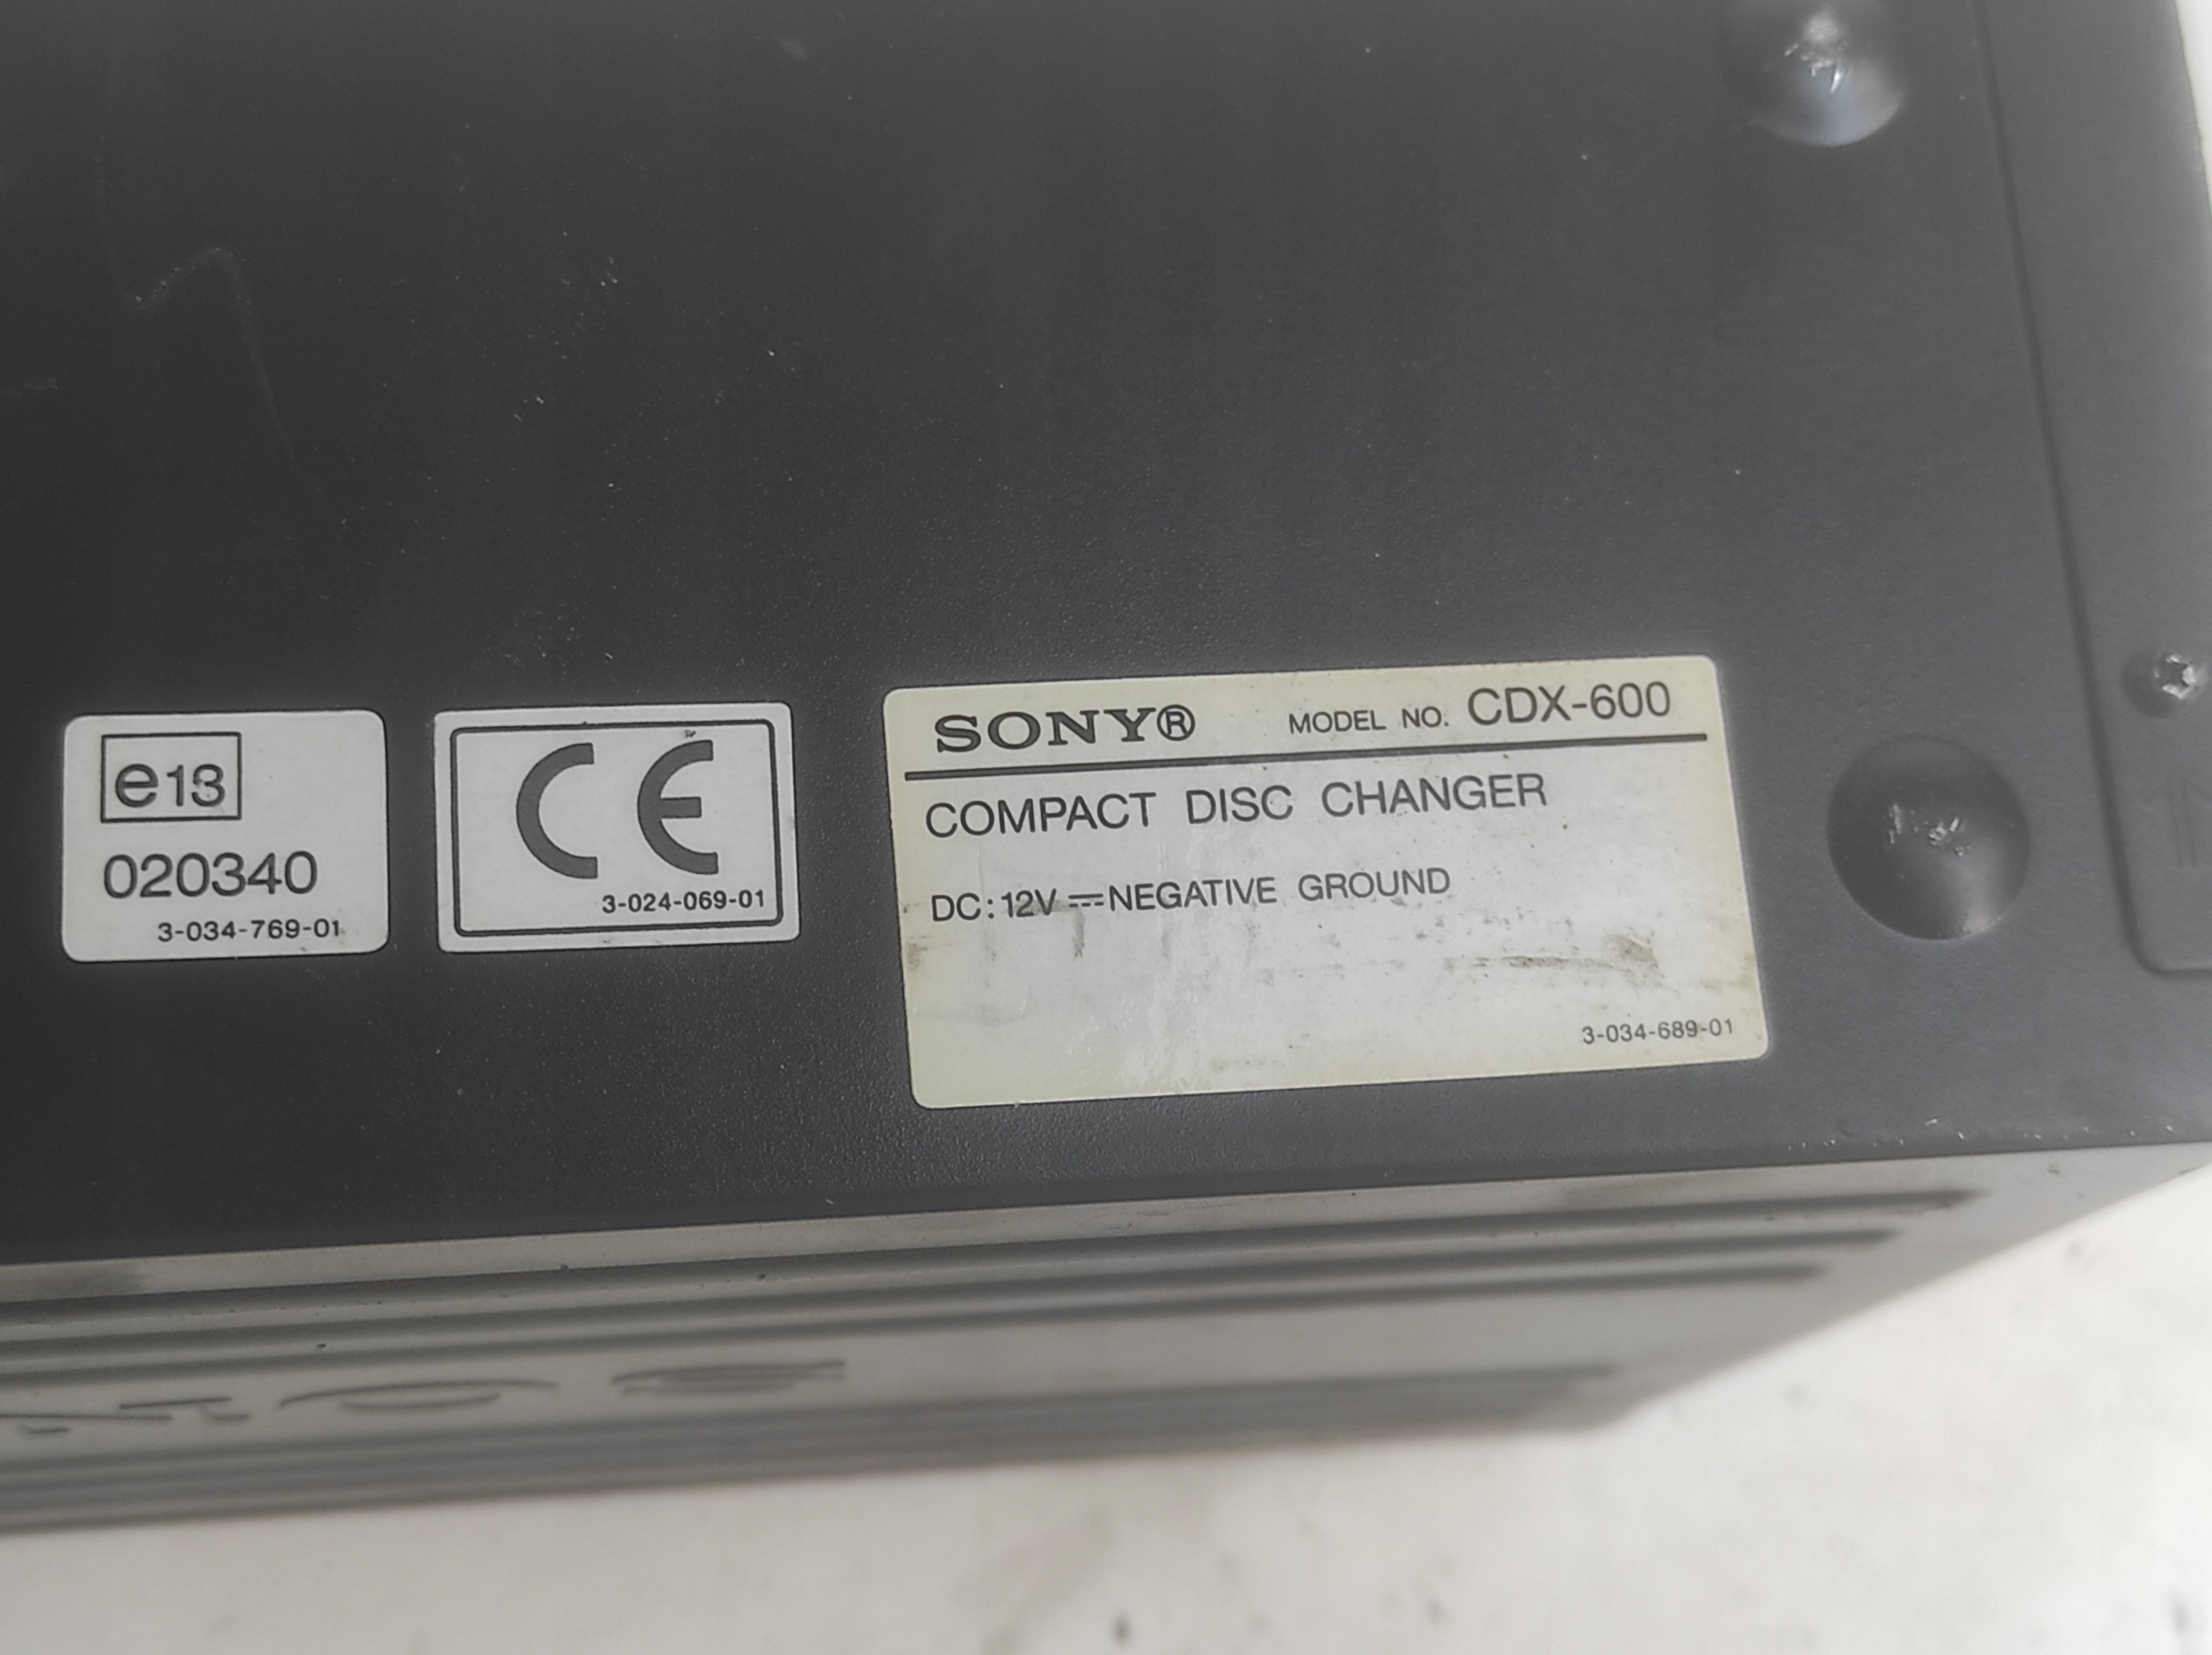 e13
020340
3-034-769-01
CE
3-024-069-01
SONY® MODEL NO. CDX-600
COMPACT DISC CHANGER
DC:12V ⎓NEGATIVE GROUND
3-034-689-01
SONY